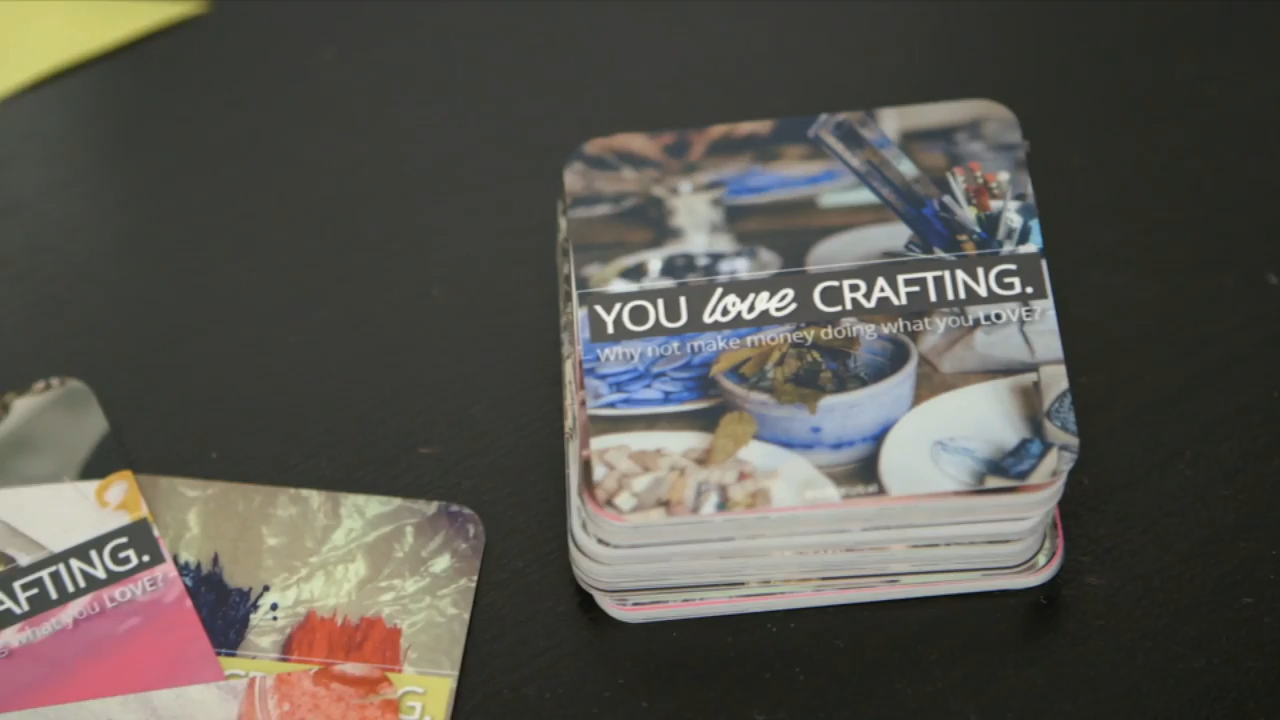 YOU love CRAFTING.
Why not make money doing what you LOVE?
AFTING.
what you LOVE?
G.